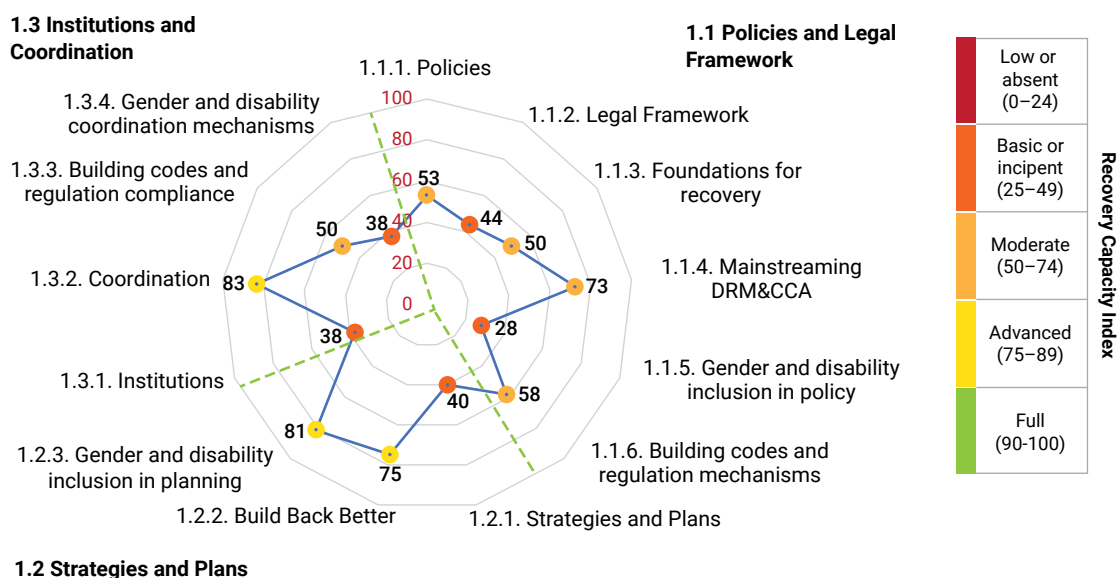 1.3 Institutions and
Coordination
1.1 Policies and Legal
Framework
1.1.1. Policies
1.1.2. Legal Framework
1.1.3. Foundations for
recovery
1.1.4. Mainstreaming
DRM&CCA
1.1.5. Gender and disability
inclusion in policy
1.1.6. Building codes and
regulation mechanisms
1.2.1. Strategies and Plans
1.2.2. Build Back Better
1.2.3. Gender and disability
inclusion in planning
1.3.1. Institutions
1.3.2. Coordination
1.3.3. Building codes and
regulation compliance
1.3.4. Gender and disability
coordination mechanisms
100
80
60
40
20
0
53
44
50
73
28
58
40
75
81
38
83
50
38
1.2 Strategies and Plans
Low or
absent
(0–24)
Basic or
incipent
(25–49)
Moderate
(50–74)
Advanced
(75–89)
Full
(90-100)
Recovery Capacity Index